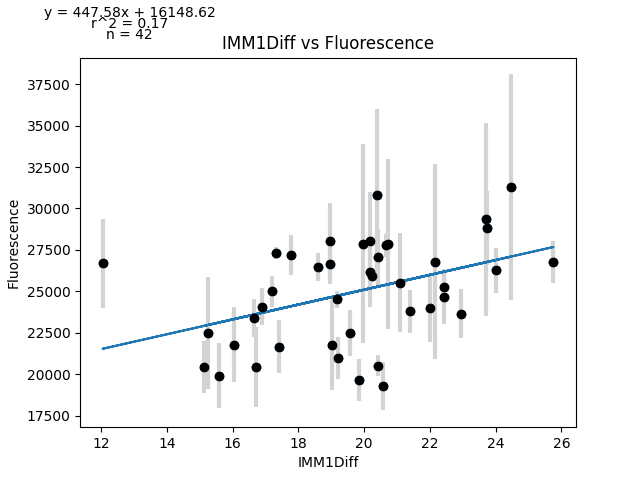 y = 447.58x + 16148.62
r^2 = 0.17
n = 42
IMM1Diff vs Fluorescence
37500
35000
32500
30000
27500
25000
22500
20000
17500
Fluorescence
12 14 16 18 20 22 24 26
IMM1Diff